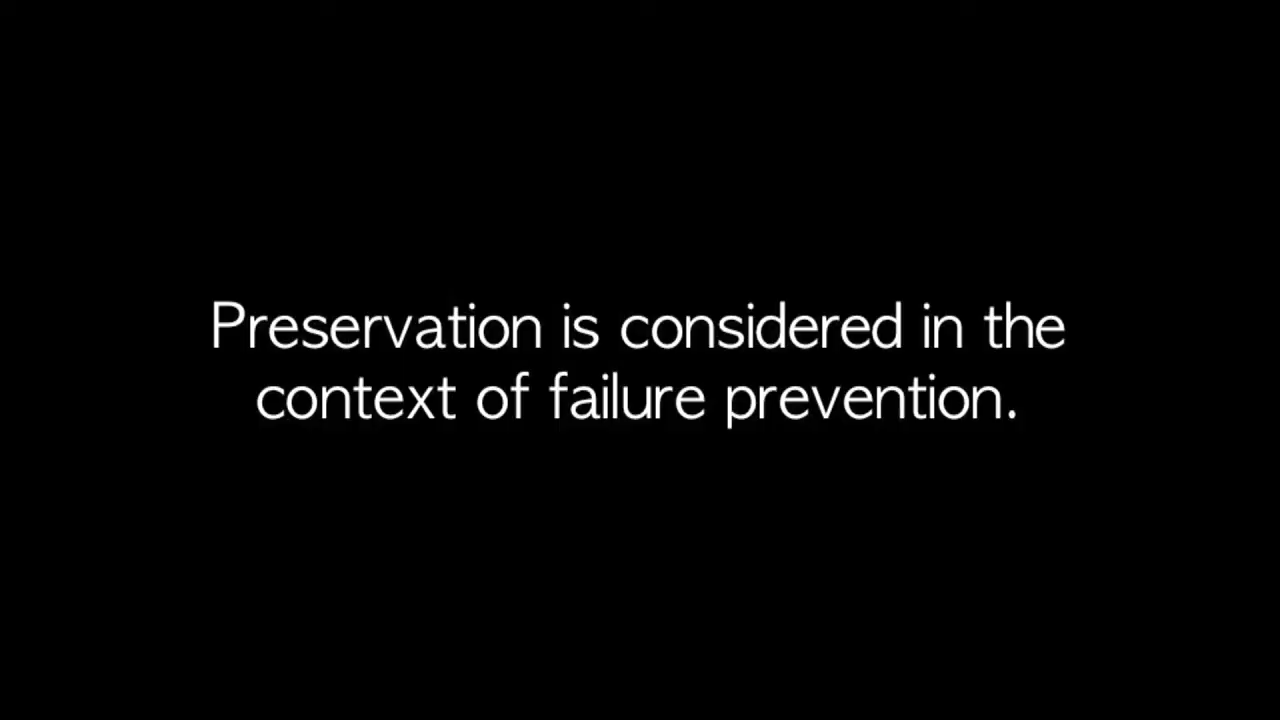 Preservation is considered in the
context of failure prevention.